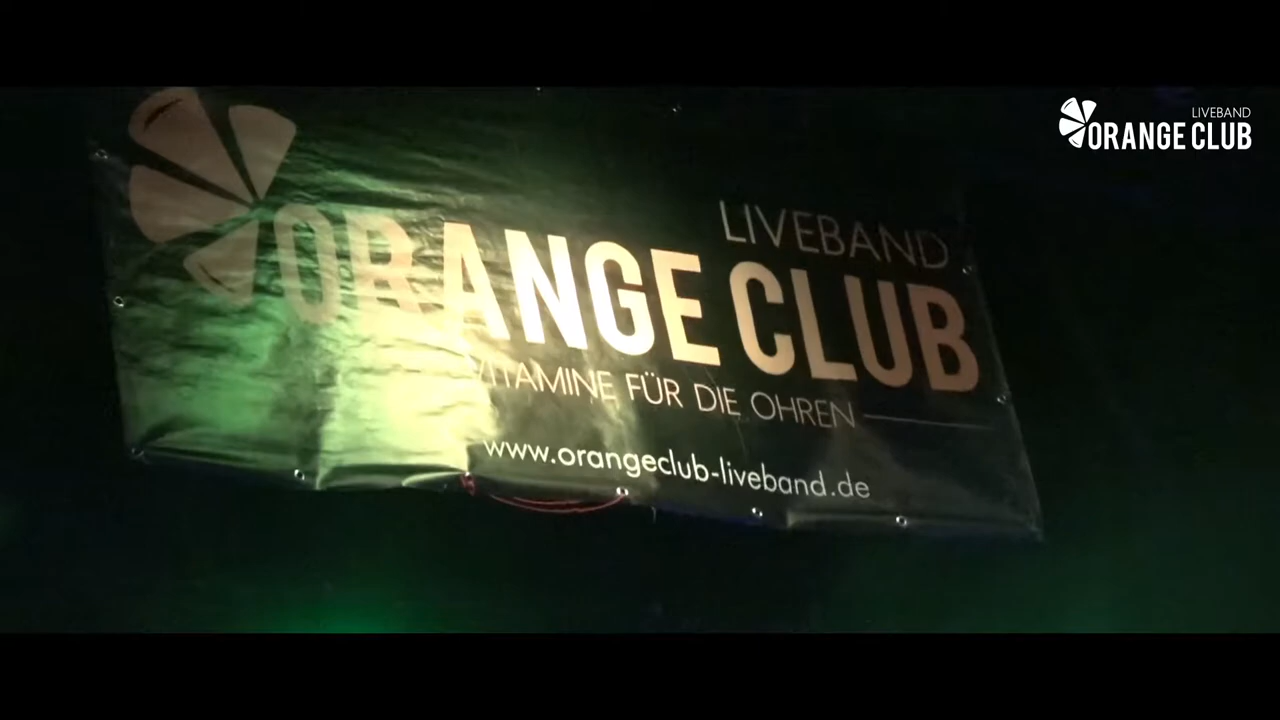 LIVEBAND
ORANGE CLUB
LIVEBAND
ORANGE CLUB
VITAMINE FÜR DIE OHREN
www.orangeclub-liveband.de